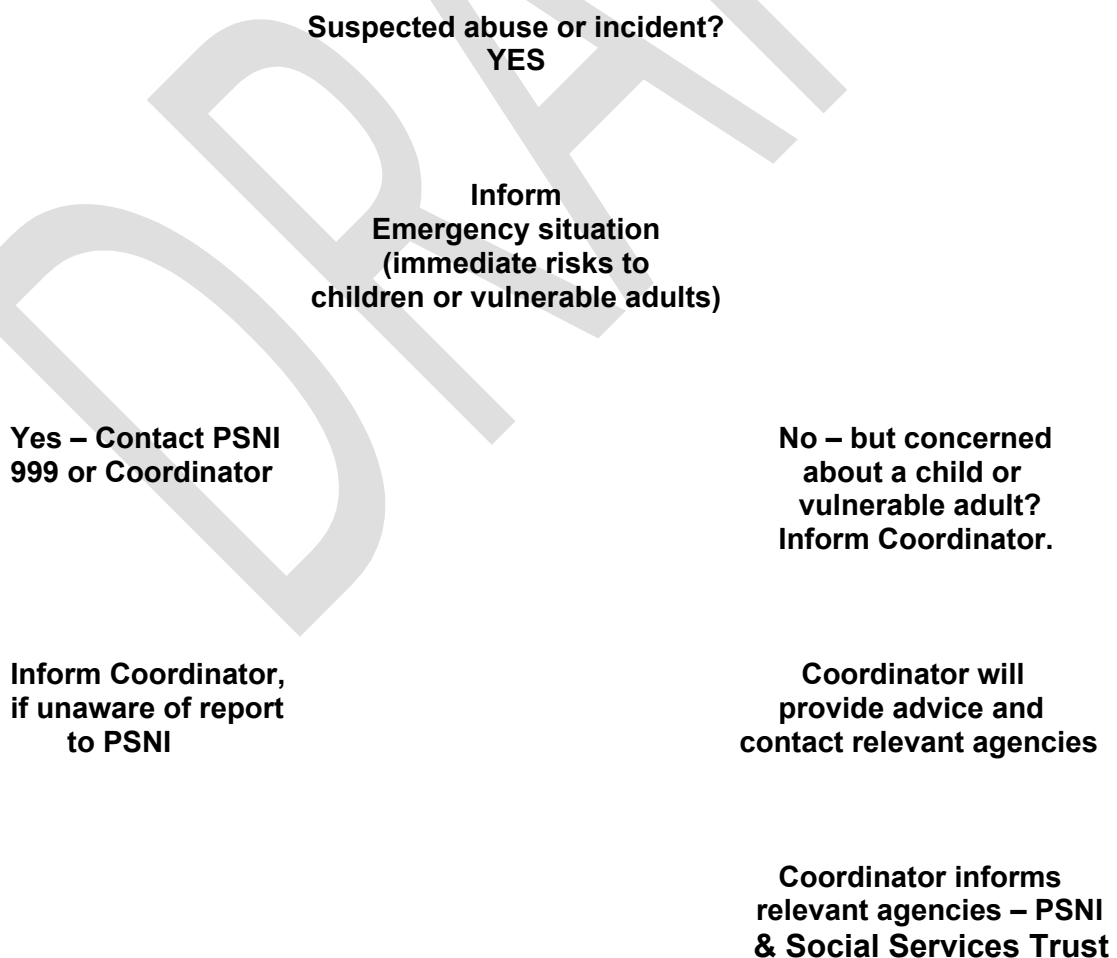 Suspected abuse or incident?
YES
Inform
Emergency situation
(immediate risks to
children or vulnerable adults)
Yes – Contact PSNI
999 or Coordinator
No – but concerned
about a child or
vulnerable adult?
Inform Coordinator.
Inform Coordinator,
if unaware of report
to PSNI
Coordinator will
provide advice and
contact relevant agencies
Coordinator informs
relevant agencies – PSNI
& Social Services Trust